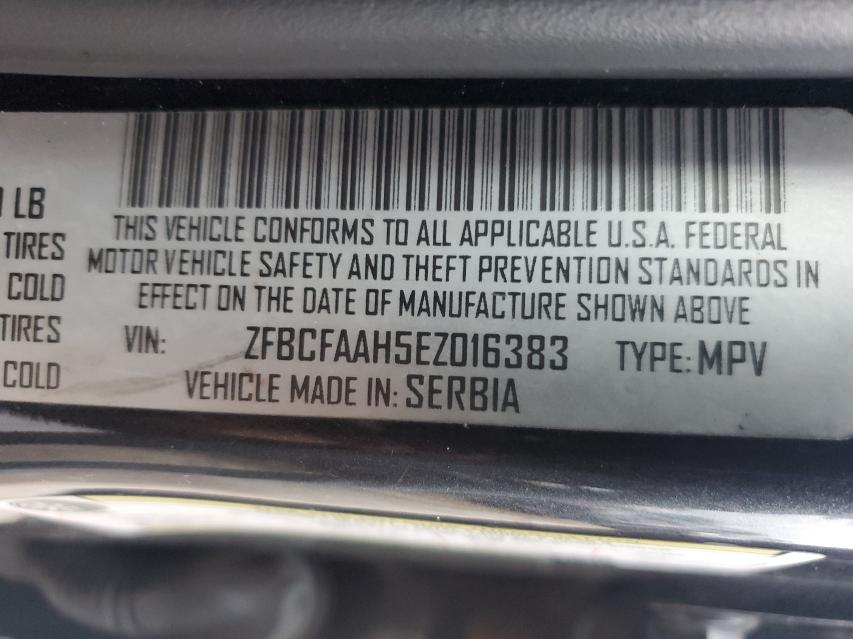 LB
TIRES
COLD
TIRES
COLD
THIS VEHICLE CONFORMS TO ALL APPLICABLE U.S.A. FEDERAL
MOTOR VEHICLE SAFETY AND THEFT PREVENTION STANDARDS IN
EFFECT ON THE DATE OF MANUFACTURE SHOWN ABOVE
VIN: ZFBCFAAH5EZ016383 TYPE: MPV
VEHICLE MADE IN: SERBIA